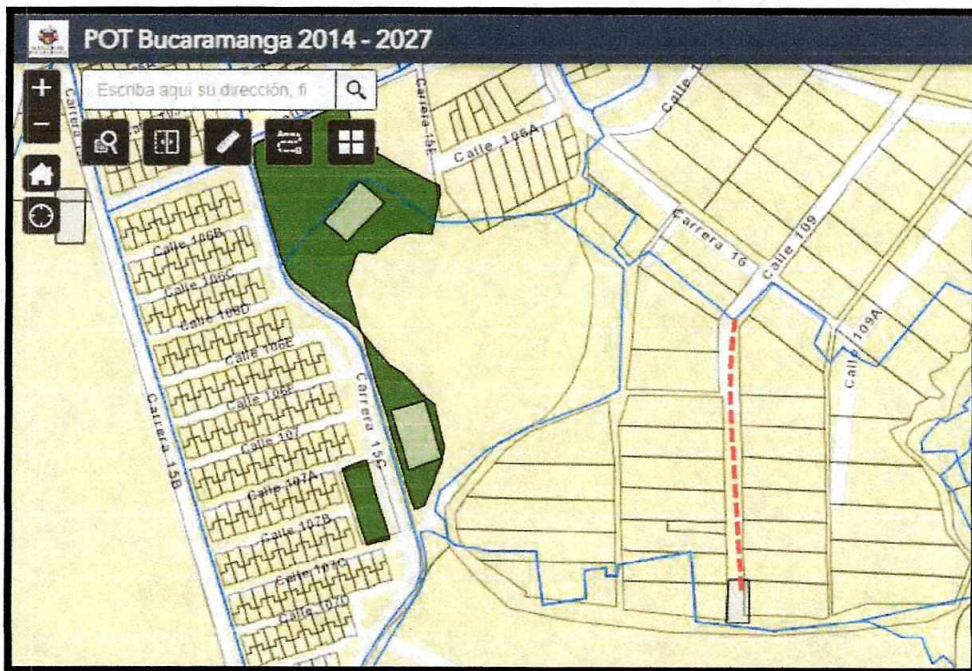 POT Bucaramanga 2014 - 2027
Escriba aquí su dirección, fi
Calle 106A
Carrera 15E
Carrera 16
Calle 109
Calle 109A
Calle
Calle 106B
Calle 106C
Calle 106D
Calle 106E
Calle 106F
Calle 107
Calle 107A
Calle 107B
Calle 107C
Calle 107D
Carrera 15C
Carrera 15B
Carrera